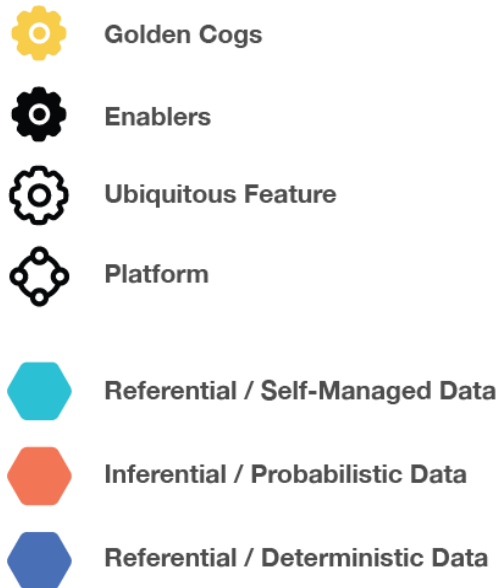 Golden Cogs
Enablers
Ubiquitous Feature
Platform
Referential / Self-Managed Data
Inferential / Probabilistic Data
Referential / Deterministic Data